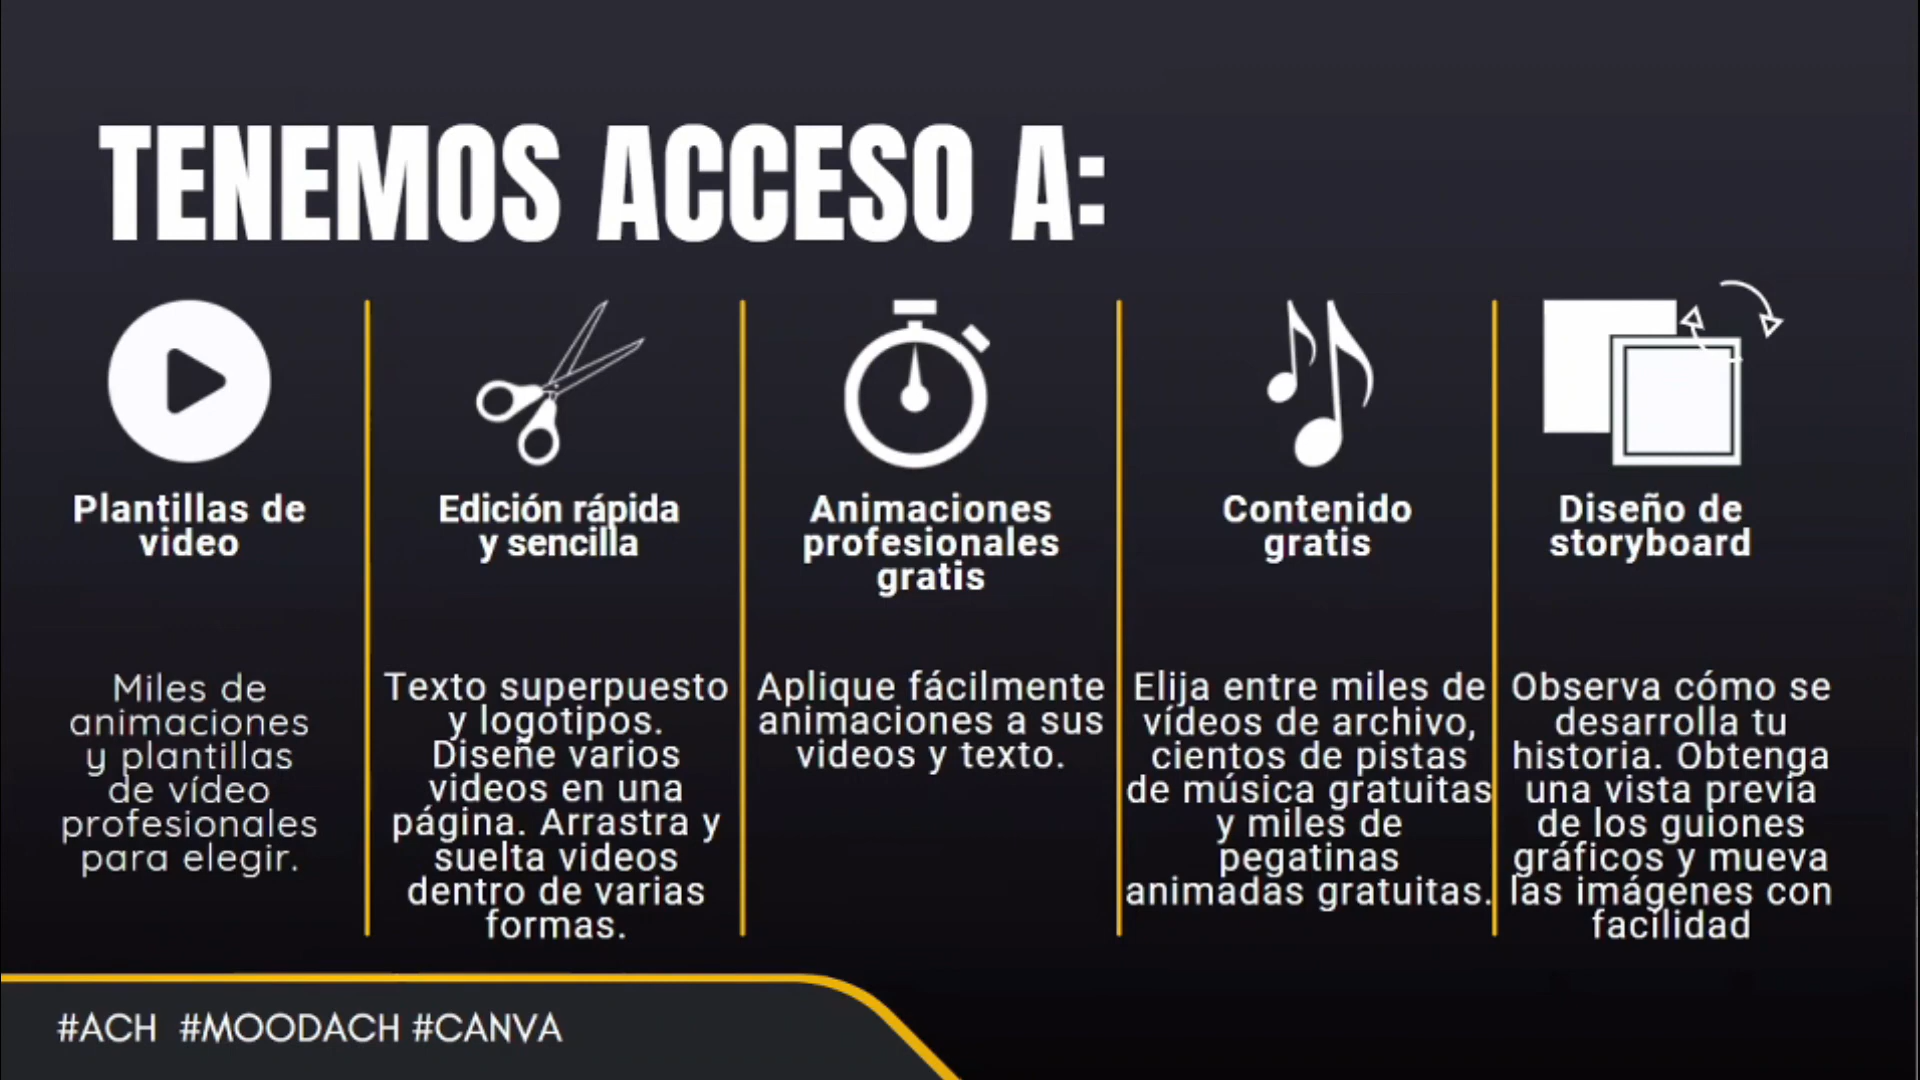 TENEMOS ACCESO A:
Plantillas de
video
Miles de
animaciones
y plantillas
de vídeo
profesionales
para elegir.
Edición rápida
y sencilla
Texto superpuesto
y logotipos.
Diseñe varios
videos en una
página. Arrastra y
suelta videos
dentro de varias
formas.
Animaciones
profesionales
gratis
Aplique fácilmente
animaciones a sus
videos y texto.
Contenido
gratis
Elija entre miles de
vídeos de archivo,
cientos de pistas
de música gratuitas
y miles de
pegatinas
animadas gratuitas.
Diseño de
storyboard
Observa cómo se
desarrolla tu
historia. Obtenga
una vista previa
de los guiones
gráficos y mueva
las imágenes con
facilidad
#ACH #MOODACH #CANVA